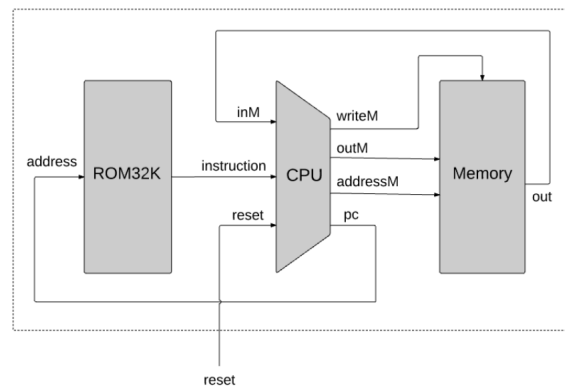 inM
writeM
address
ROM32K
instruction
CPU
outM
addressM
Memory
reset
pc
out
reset